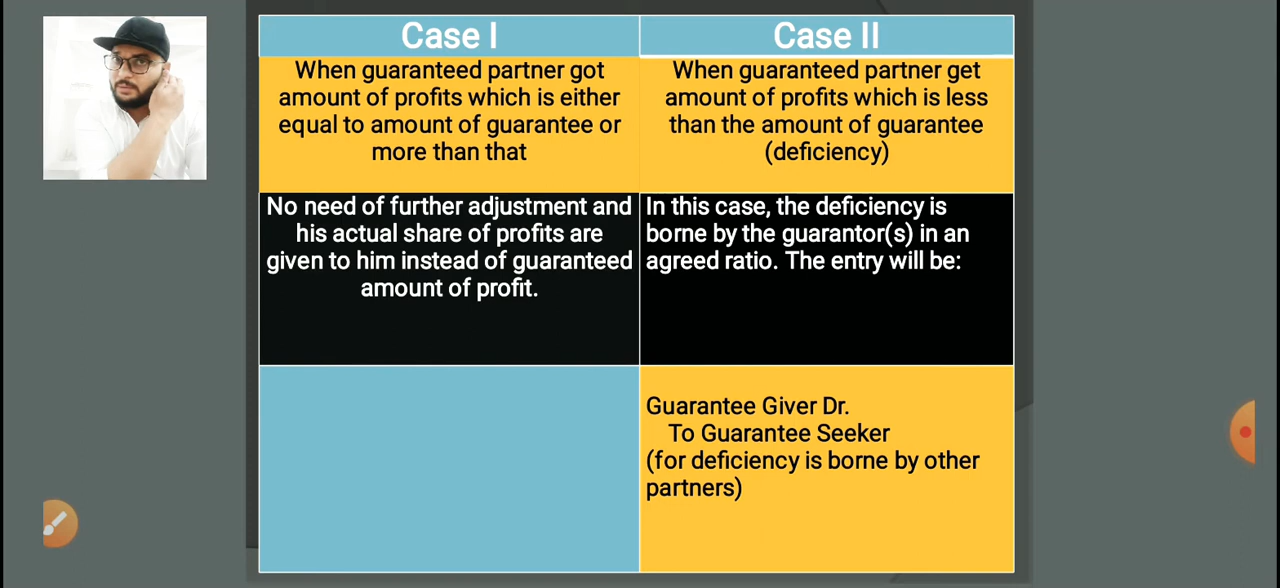 Case I
When guaranteed partner got
amount of profits which is either
equal to amount of guarantee or
more than that
No need of further adjustment and
his actual share of profits are
given to him instead of guaranteed
amount of profit.
Case II
When guaranteed partner get
amount of profits which is less
than the amount of guarantee
(deficiency)
In this case, the deficiency is
borne by the guarantor(s) in an
agreed ratio. The entry will be:
Guarantee Giver Dr.
To Guarantee Seeker
(for deficiency is borne by other
partners)